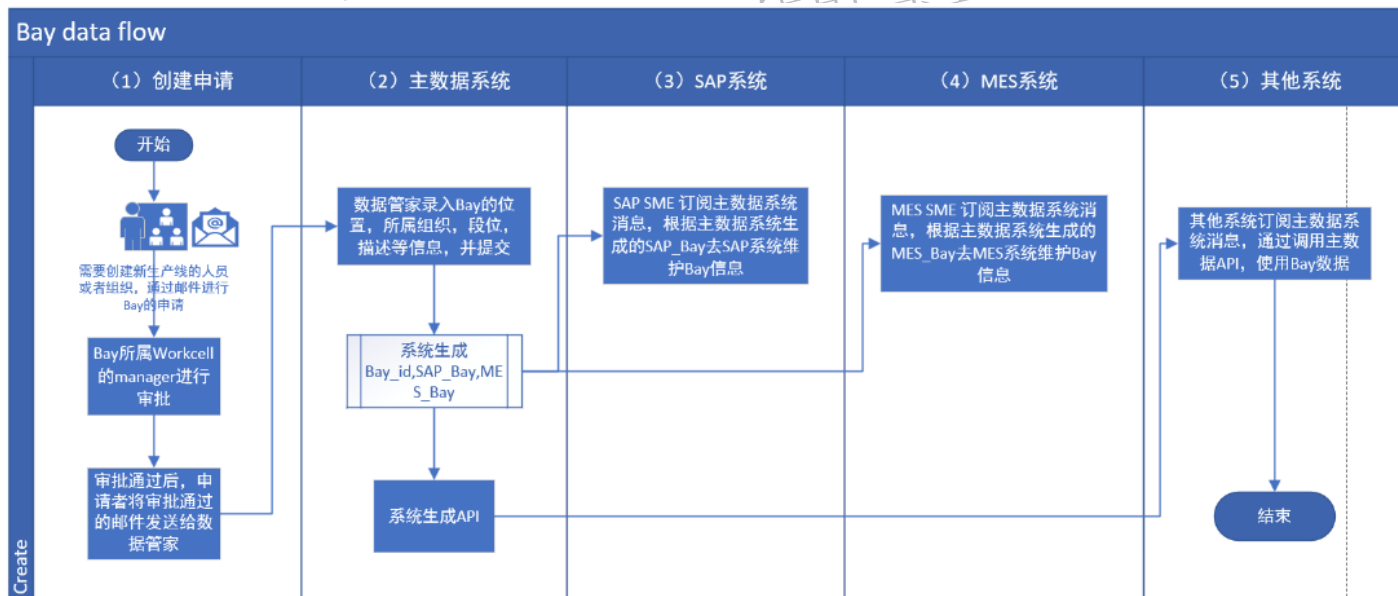 Bay data flow
（1）创建申请
（2）主数据系统
（3）SAP系统
（4）MES系统
（5）其他系统
开始
需要创建新生产线的人员
或者组织，通过邮件进行
Bay的申请
Bay所属Workcell
的manager进行
审批
审批通过后，申
请者将审批通过
的邮件发送给数
据管家
数据管家录入Bay的位
置，所属组织，段位，
描述等信息，并提交
系统生成
Bay_id,SAP_Bay,ME
S_Bay
系统生成API
SAP SME 订阅主数据系统
消息，根据主数据系统生
成的SAP_Bay去SAP系统维
护Bay信息
MES SME 订阅主数据系统消
息，根据主数据系统生成的
MES_Bay去MES系统维护Bay
信息
其他系统订阅主数据系
统消息，通过调用主数
据API，使用Bay数据
结束
Create